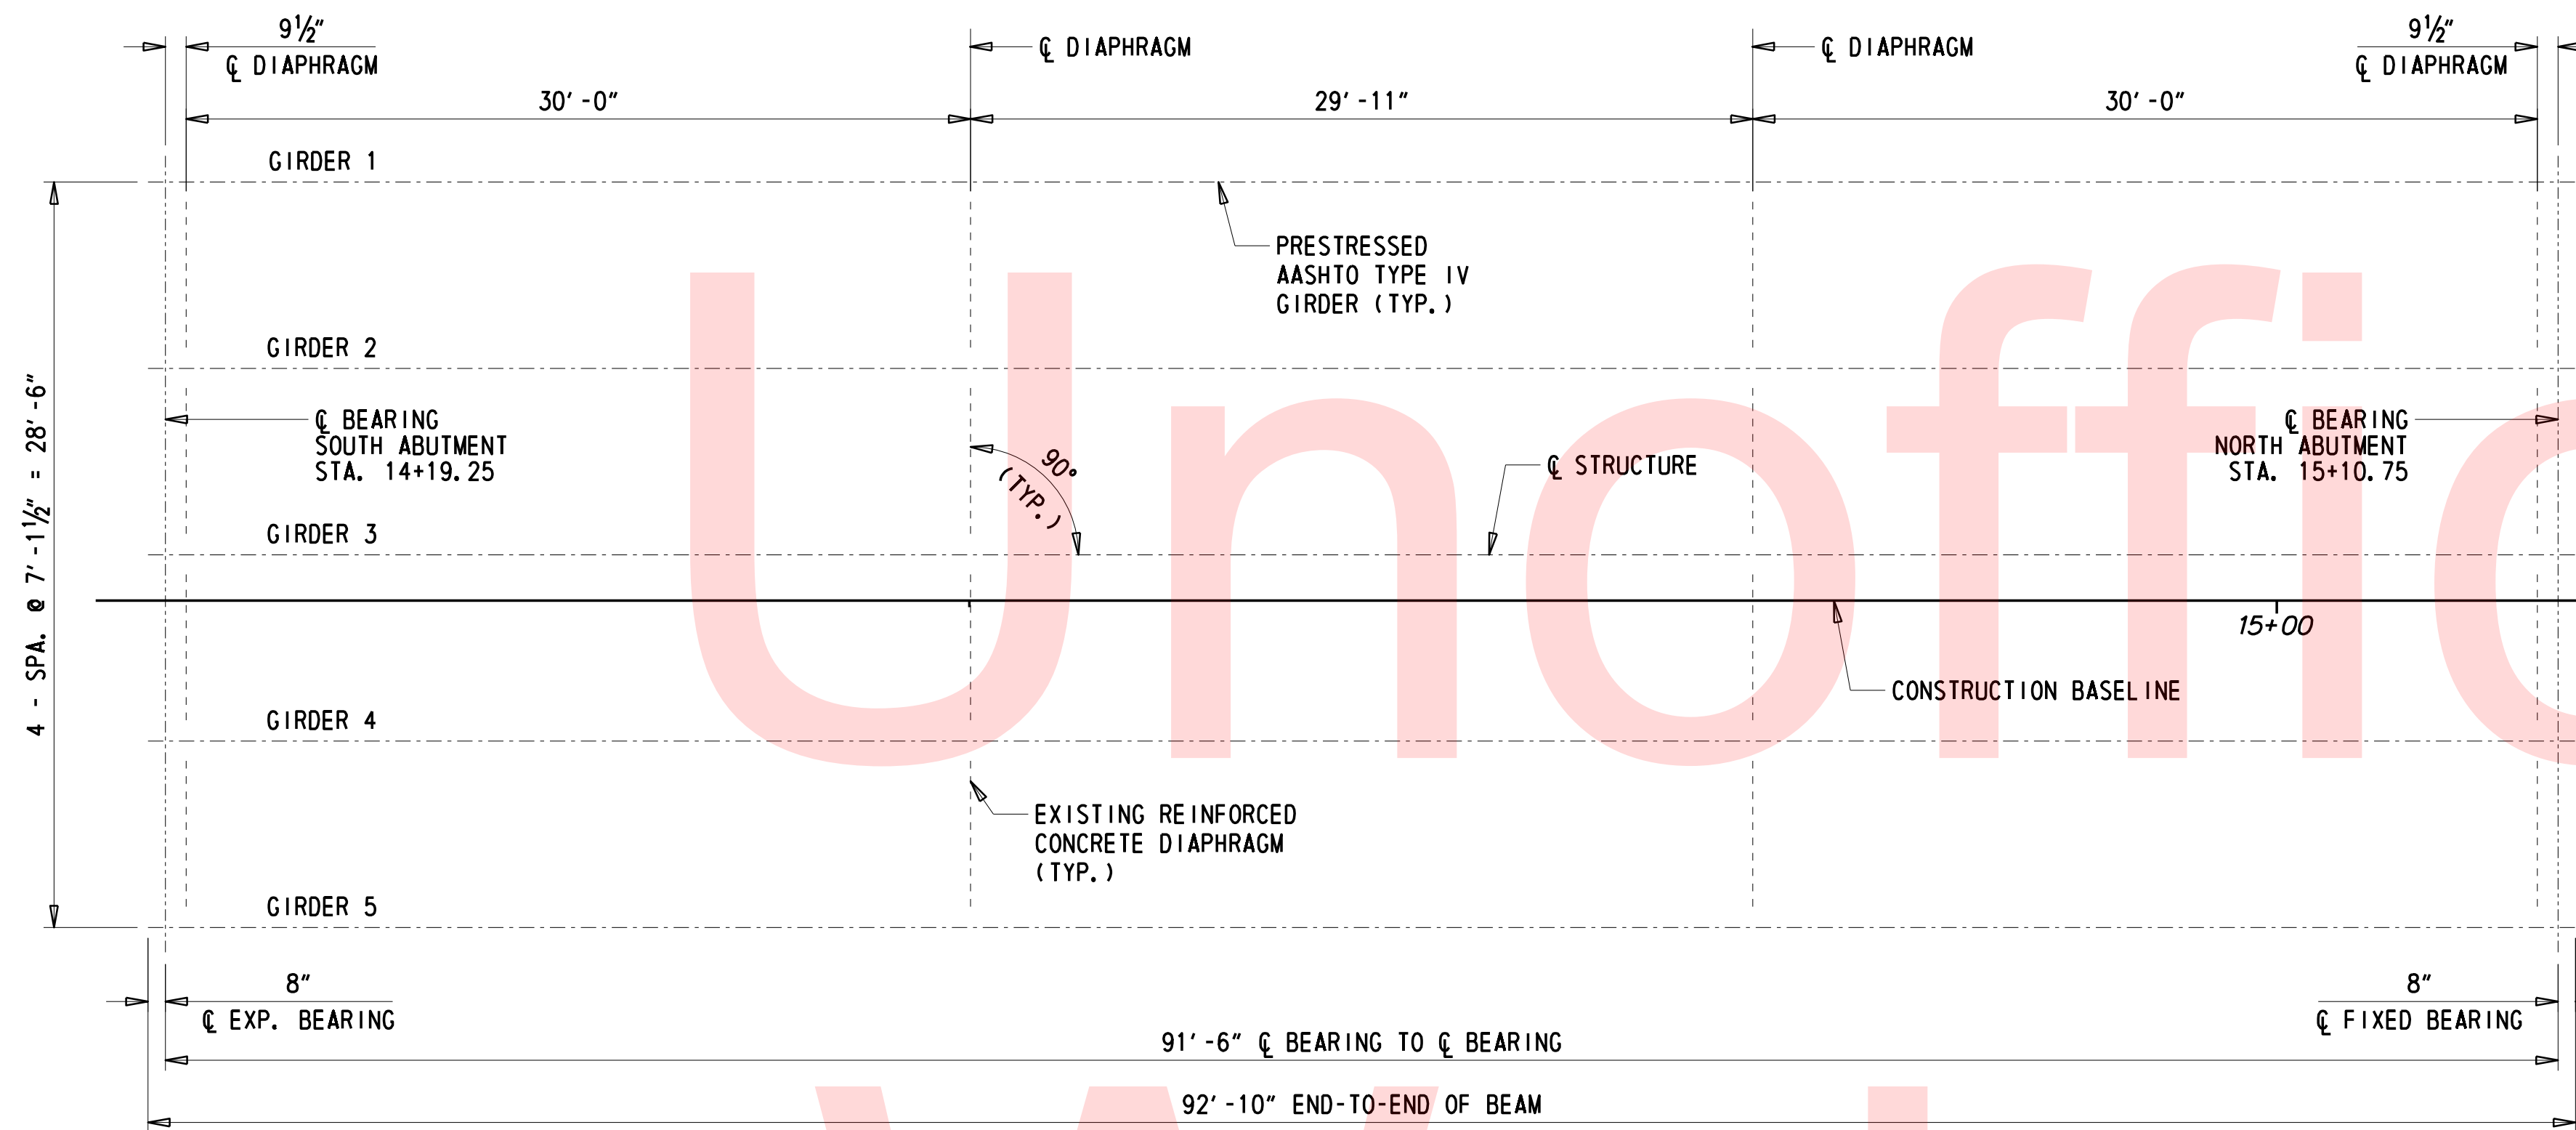 9½"
℄ DIAPHRAGM
℄ DIAPHRAGM
℄ DIAPHRAGM
9½"
℄ DIAPHRAGM
30'-0"
29'-11"
30'-0"
GIRDER 1
PRESTRESSED
AASHTO TYPE IV
GIRDER (TYP.)
GIRDER 2
℄ BEARING
SOUTH ABUTMENT
STA. 14+19.25
90°
(TYP.)
℄ STRUCTURE
℄ BEARING
NORTH ABUTMENT
STA. 15+10.75
4 - SPA. @ 7'-1½" = 28'-6"
GIRDER 3
15+00
CONSTRUCTION BASELINE
GIRDER 4
EXISTING REINFORCED
CONCRETE DIAPHRAGM
(TYP.)
GIRDER 5
8"
℄ EXP. BEARING
8"
℄ FIXED BEARING
91'-6" ℄ BEARING TO ℄ BEARING
92'-10" END-TO-END OF BEAM
Unoffic